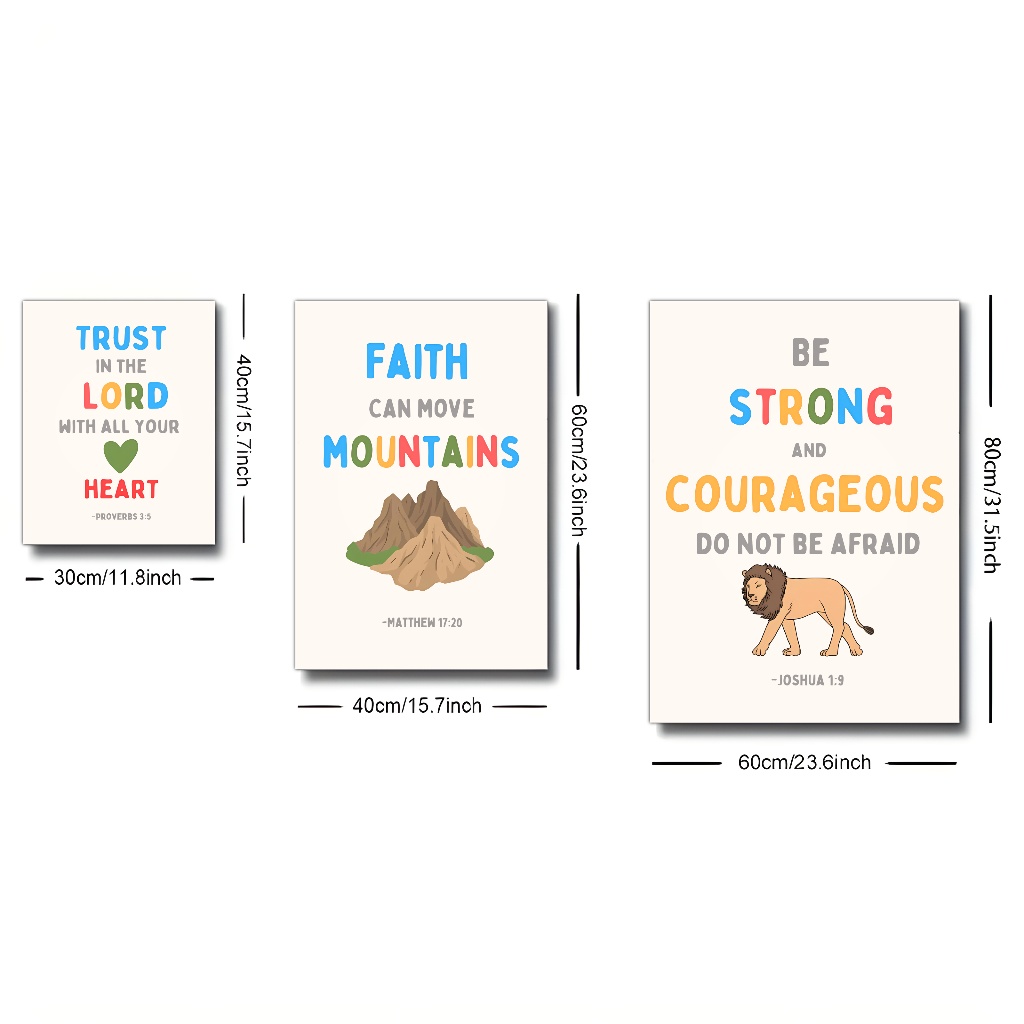 TRUST
IN THE
LORD
WITH ALL YOUR
HEART
-PROVERBS 3:5
40cm/15.7inch
30cm/11.8inch
FAITH
CAN MOVE
MOUNTAINS
-MATTHEW 17:20
60cm/23.6inch
40cm/15.7inch
BE
STRONG
AND
COURAGEOUS
DO NOT BE AFRAID
-JOSHUA 1:9
80cm/31.5inch
60cm/23.6inch